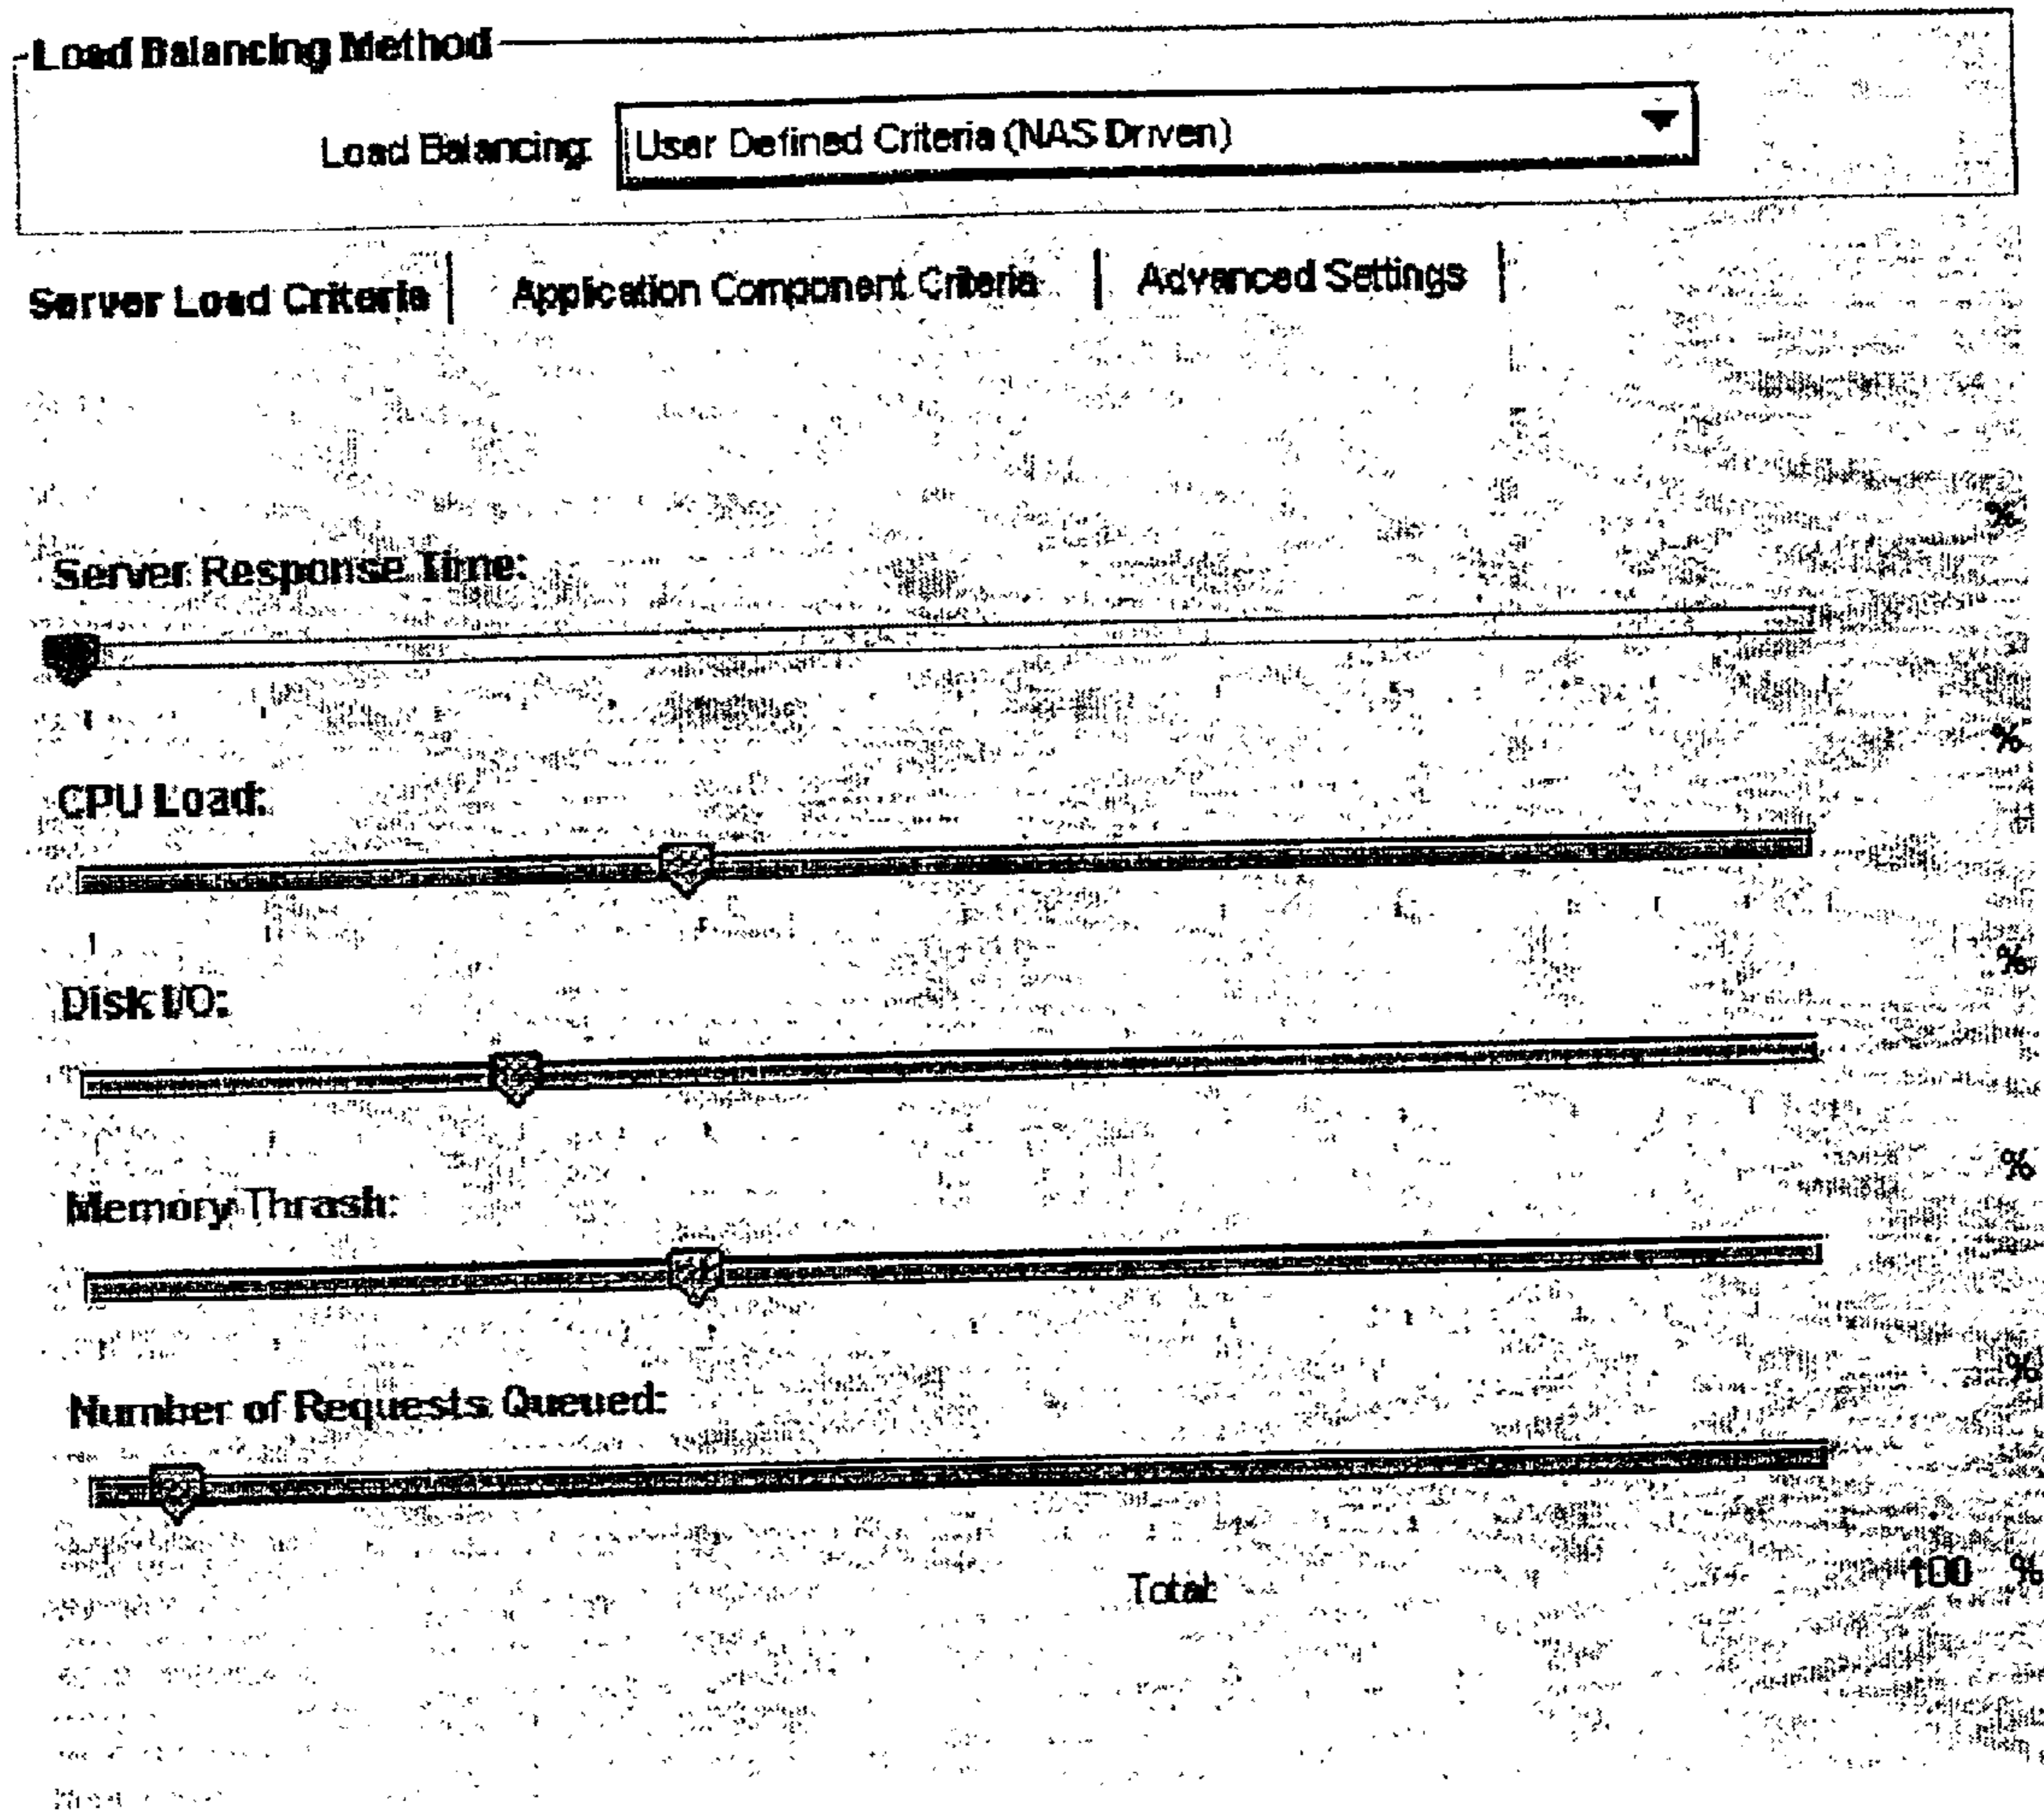 Load Balancing Method
Load Balancing: User Defined Criteria (NAS Driven)
Server Load Criteria | Application Component Criteria | Advanced Settings
%
Server Response Time:
%
CPU Load:
%
Disk I/O:
%
Memory Thrash:
%
Number of Requests Queued:
Total: 100 %